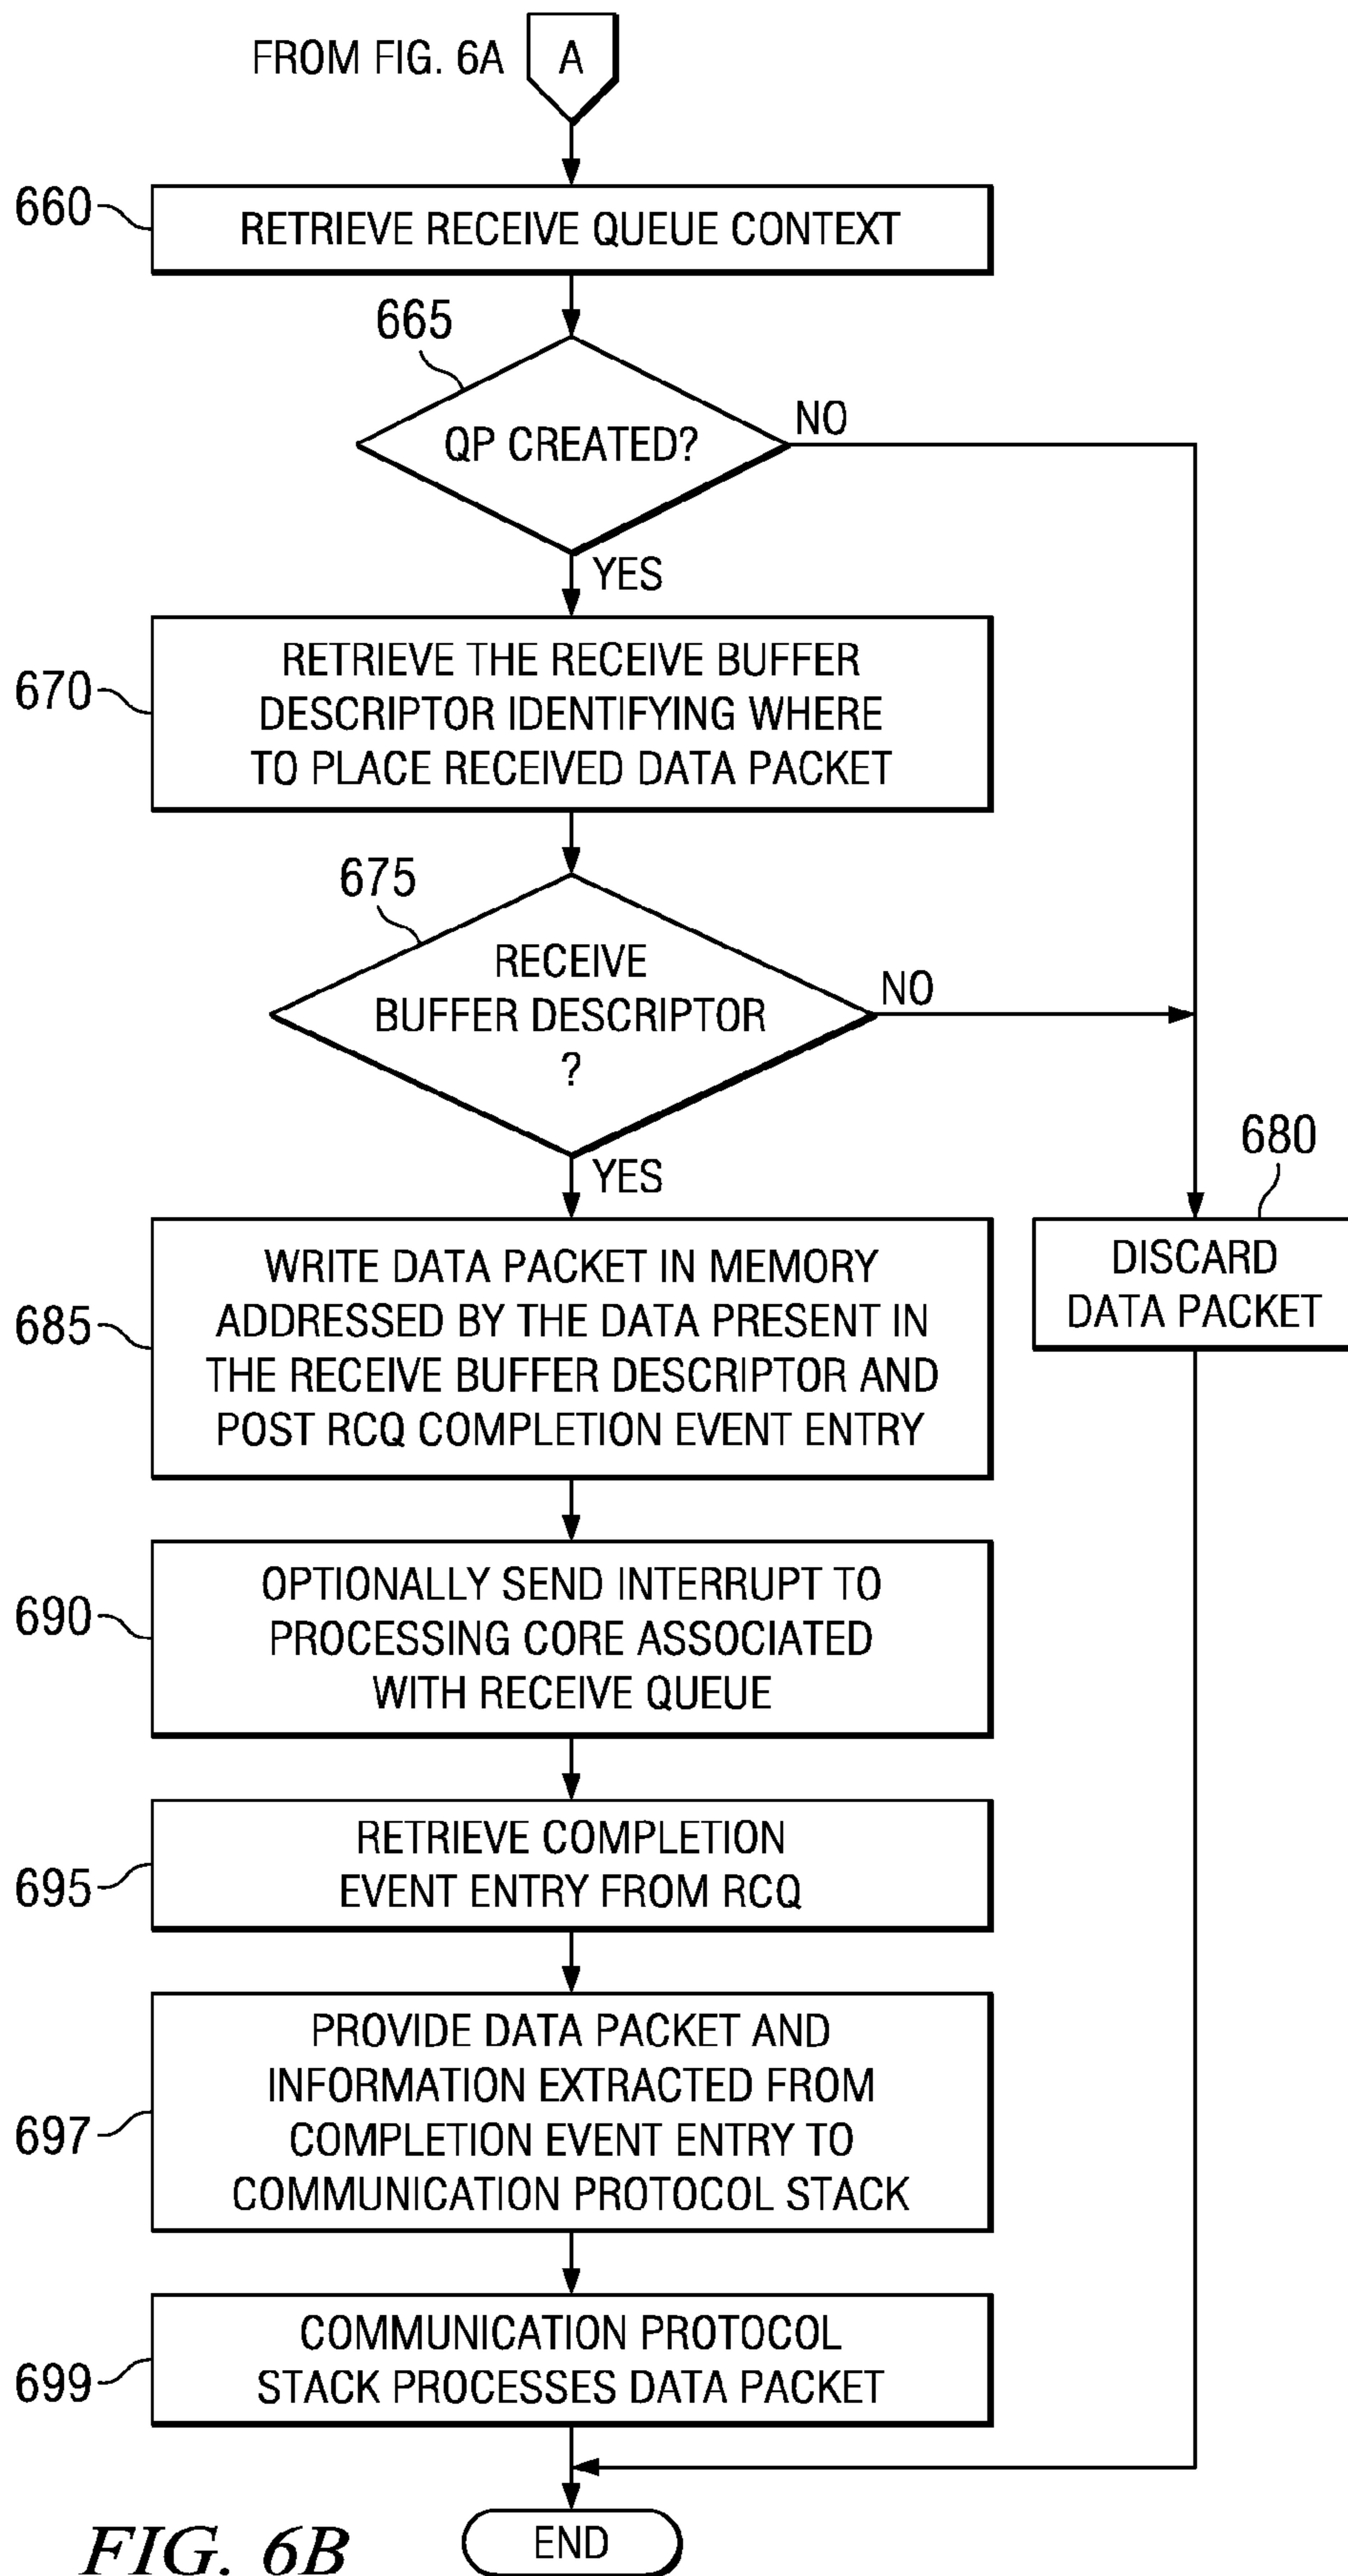 FROM FIG. 6A
A
660
RETRIEVE RECEIVE QUEUE CONTEXT
665
QP CREATED?
NO
YES
670
RETRIEVE THE RECEIVE BUFFER
DESCRIPTOR IDENTIFYING WHERE
TO PLACE RECEIVED DATA PACKET
675
RECEIVE
BUFFER DESCRIPTOR
?
NO
YES
680
DISCARD
DATA PACKET
685
WRITE DATA PACKET IN MEMORY
ADDRESSED BY THE DATA PRESENT IN
THE RECEIVE BUFFER DESCRIPTOR AND
POST RCQ COMPLETION EVENT ENTRY
690
OPTIONALLY SEND INTERRUPT TO
PROCESSING CORE ASSOCIATED
WITH RECEIVE QUEUE
695
RETRIEVE COMPLETION
EVENT ENTRY FROM RCQ
697
PROVIDE DATA PACKET AND
INFORMATION EXTRACTED FROM
COMPLETION EVENT ENTRY TO
COMMUNICATION PROTOCOL STACK
699
COMMUNICATION PROTOCOL
STACK PROCESSES DATA PACKET
END
FIG. 6B